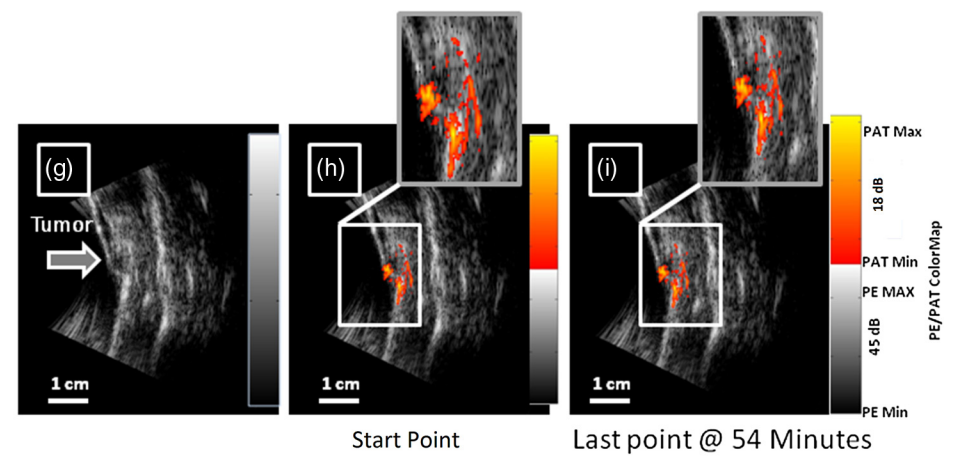 (g)
(h)
(i)
Tumor
PAT Max
18 dB
PAT Min
PE MAX
45 dB
PE Min
PE/PAT ColorMap
1 cm
1 cm
1 cm
Start Point
Last point @ 54 Minutes